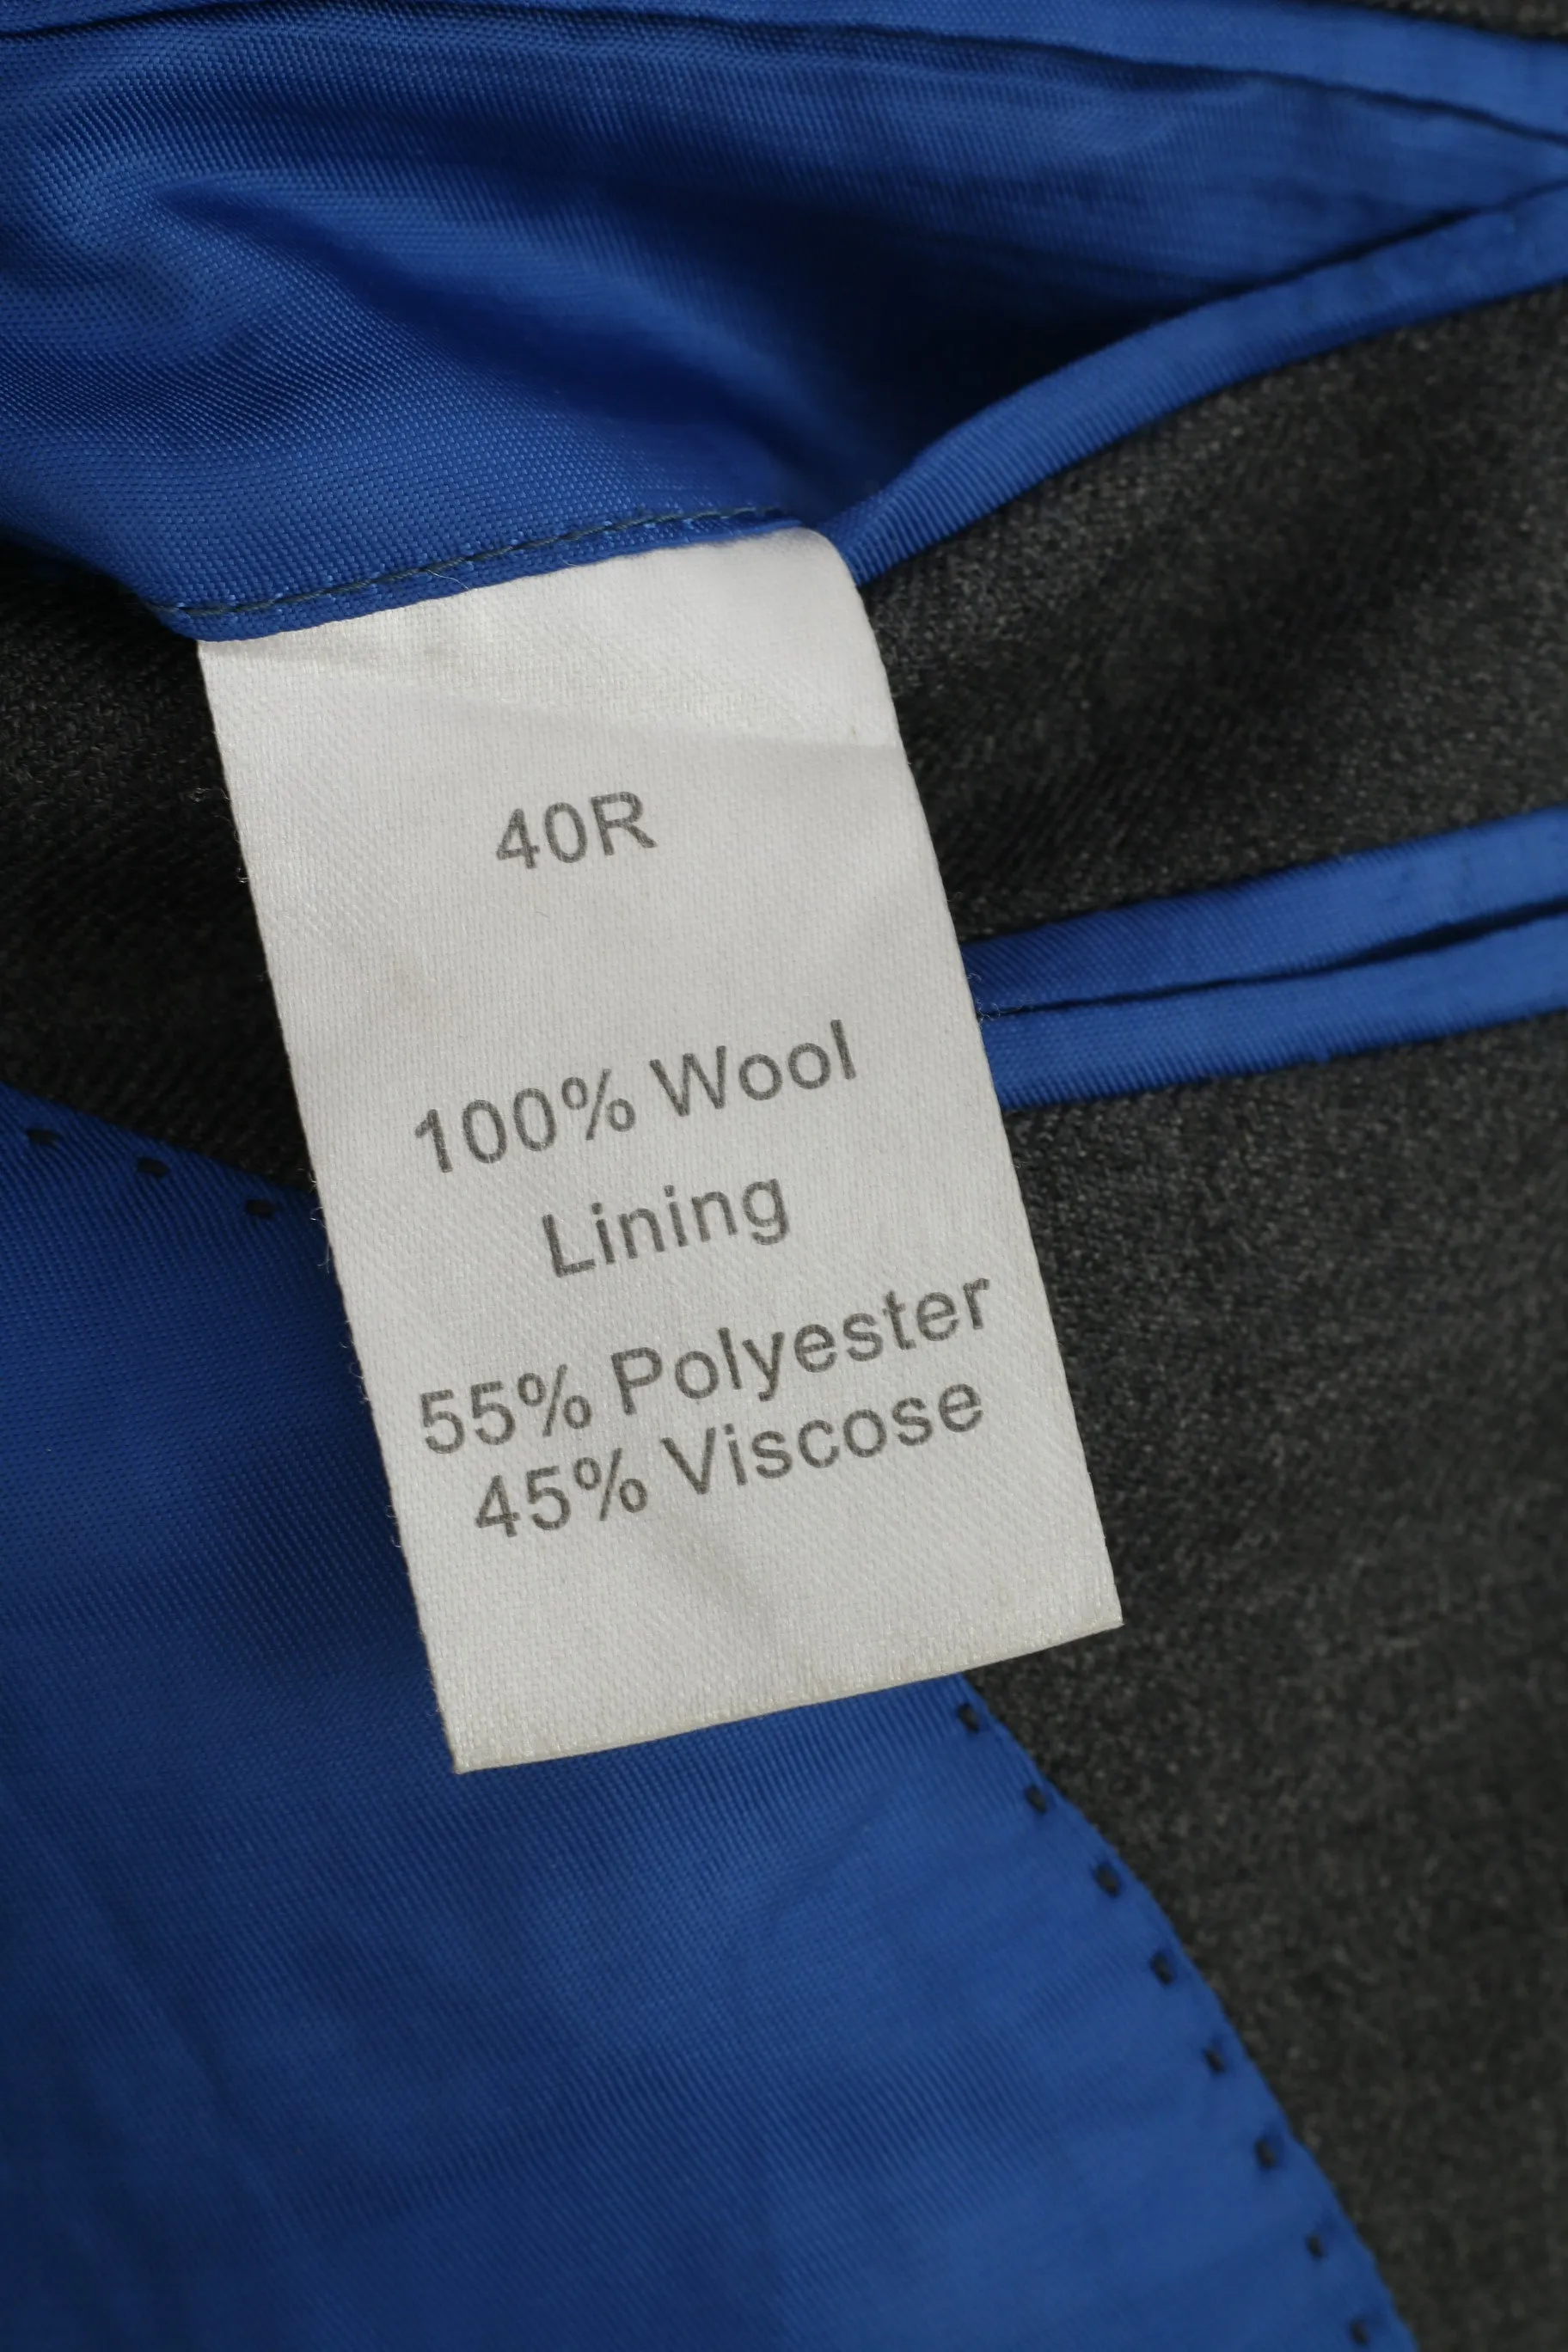 40R
100% Wool
Lining
55% Polyester
45% Viscose